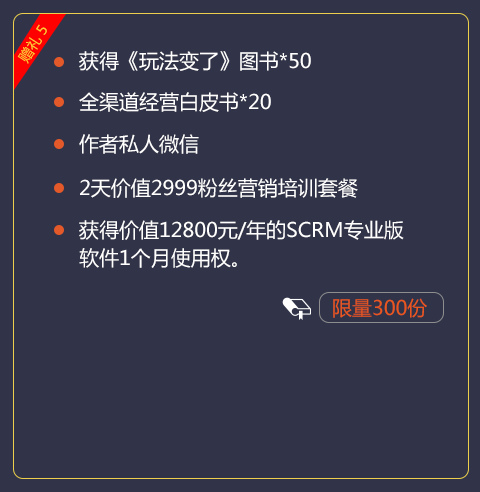 赠礼 5
获得《玩法变了》图书*50
全渠道经营白皮书*20
作者私人微信
2天价值2999粉丝营销培训套餐
获得价值12800元/年的SCRM专业版
软件1个月使用权。
限量300份